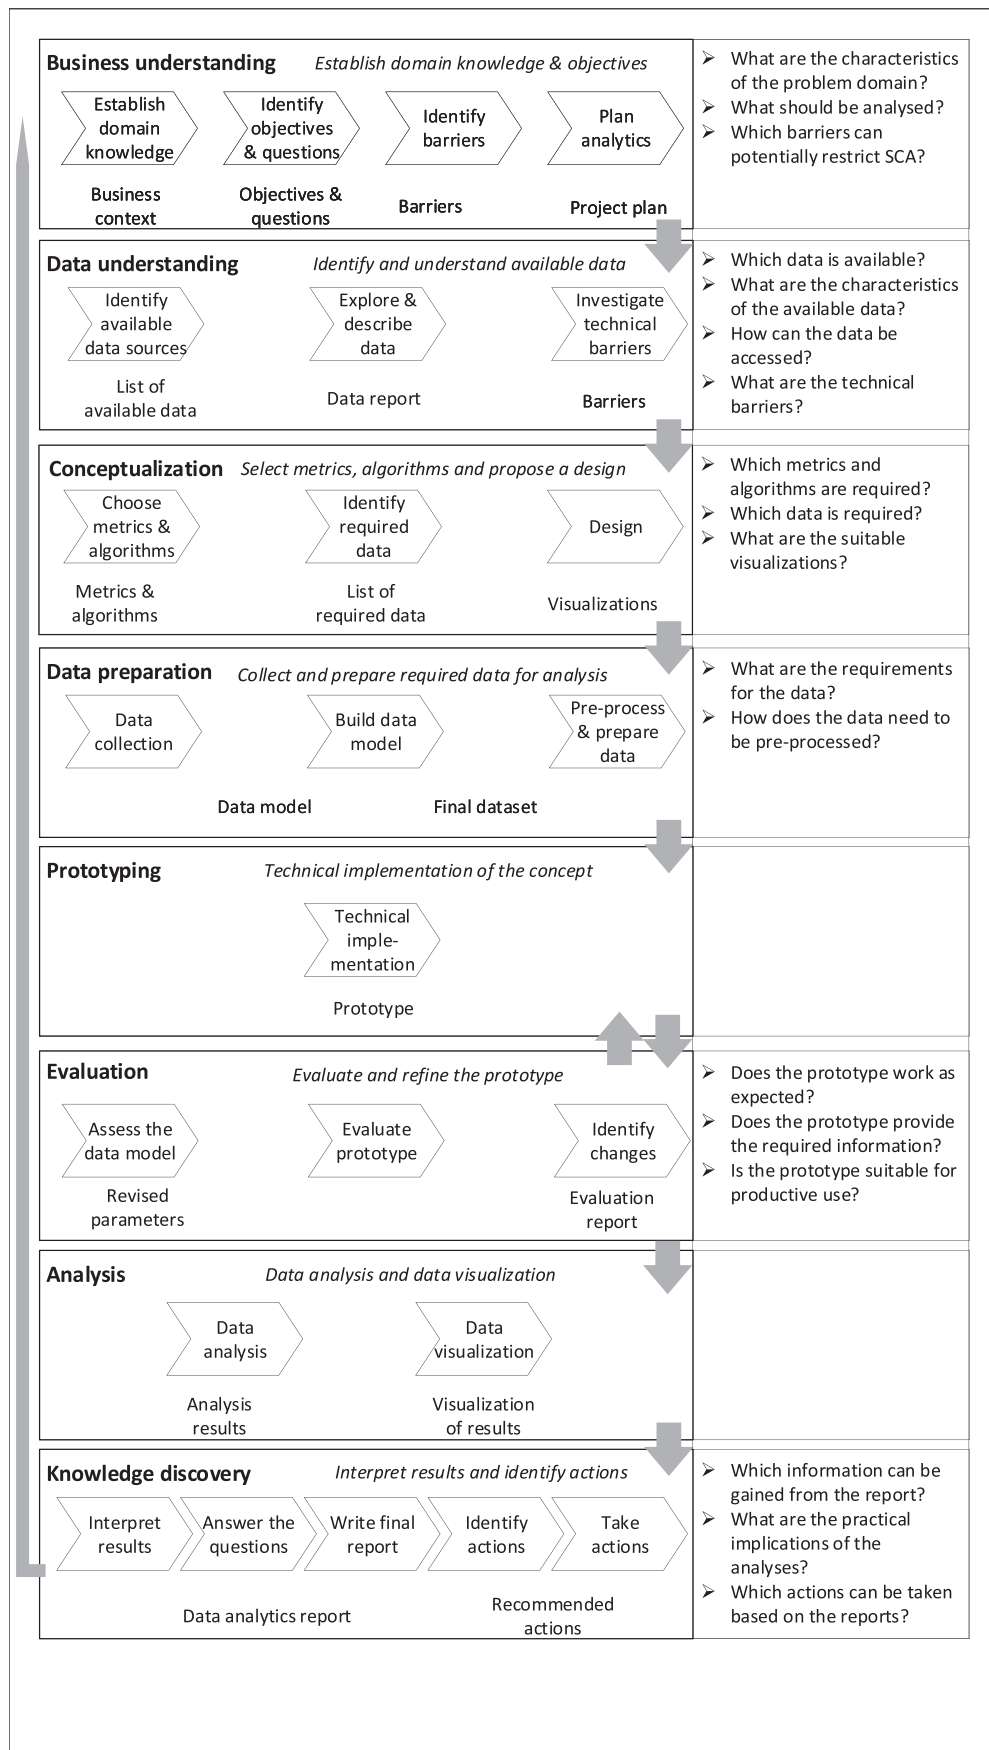 Business understanding
Establish domain knowledge & objectives
Establish
domain
knowledge
Identify
objectives
& questions
Identify
barriers
Plan
analytics
Business
context
Objectives &
questions
Barriers
Project plan
➢ What are the characteristics
of the problem domain?
➢ What should be analysed?
➢ Which barriers can
potentially restrict SCA?
Data understanding
Identify and understand available data
Identify
available
data sources
Explore &
describe
data
Investigate
technical
barriers
List of
available data
Data report
Barriers
➢ Which data is available?
➢ What are the characteristics
of the available data?
➢ How can the data be
accessed?
➢ What are the technical
barriers?
Conceptualization
Select metrics, algorithms and propose a design
Choose
metrics &
algorithms
Identify
required
data
Design
Metrics &
algorithms
List of
required data
Visualizations
➢ Which metrics and
algorithms are required?
➢ Which data is required?
➢ What are the suitable
visualizations?
Data preparation
Collect and prepare required data for analysis
Data
collection
Build data
model
Pre-process
& prepare
data
Data model
Final dataset
➢ What are the requirements
for the data?
➢ How does the data need to
be pre-processed?
Prototyping
Technical implementation of the concept
Technical
imple-
mentation
Prototype
Evaluation
Evaluate and refine the prototype
Assess the
data model
Evaluate
prototype
Identify
changes
Revised
parameters
Evaluation
report
➢ Does the prototype work as
expected?
➢ Does the prototype provide
the required information?
➢ Is the prototype suitable for
productive use?
Analysis
Data analysis and data visualization
Data
analysis
Data
visualization
Analysis
results
Visualization
of results
Knowledge discovery
Interpret results and identify actions
Interpret
results
Answer the
questions
Write final
report
Identify
actions
Take
actions
Data analytics report
Recommended
actions
➢ Which information can be
gained from the report?
➢ What are the practical
implications of the
analyses?
➢ Which actions can be taken
based on the reports?